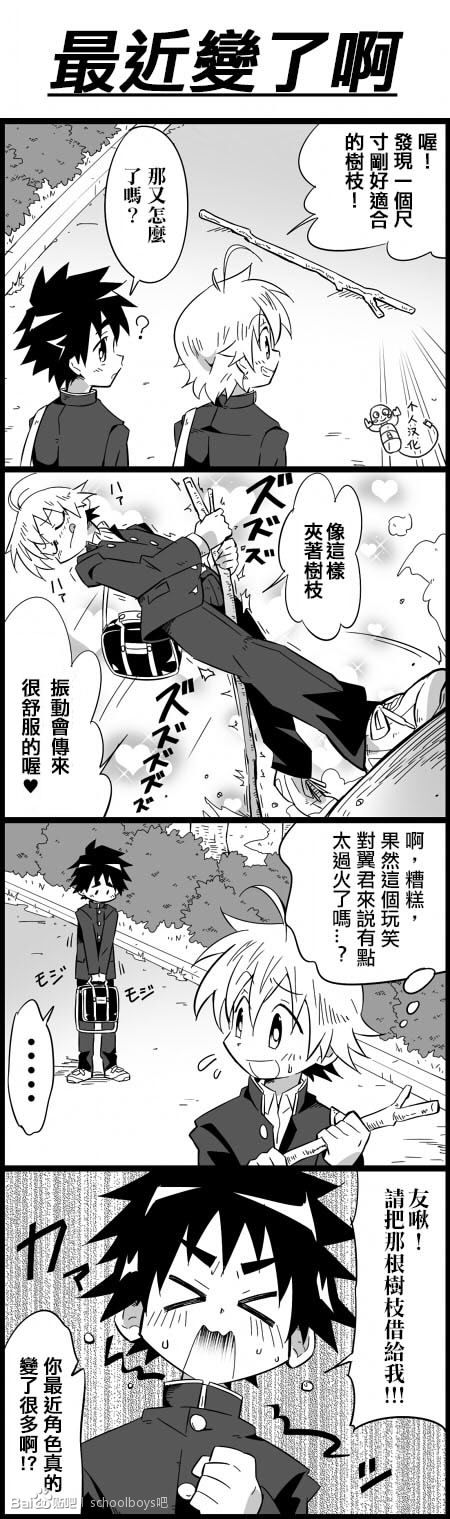 最近變了啊
喔！
發現一個尺
寸剛好適合
的樹枝！
那又怎麼
了嗎？
?
个人汉化
像這樣
夾著樹枝
ズズズ
ハァ
ハァ
ズズズズ
振動會傳來
很舒服的喔
♥
啊，糟糕，
果然這個玩笑
對翼君來說有點
太過火了嗎…?
モジ
モジ
‧‧‧‧‧
友啾！
請把那根樹枝借給我!!!
キュン
你最近角色真的
變了很多啊!?
Bai贴吧 | schoolboys吧